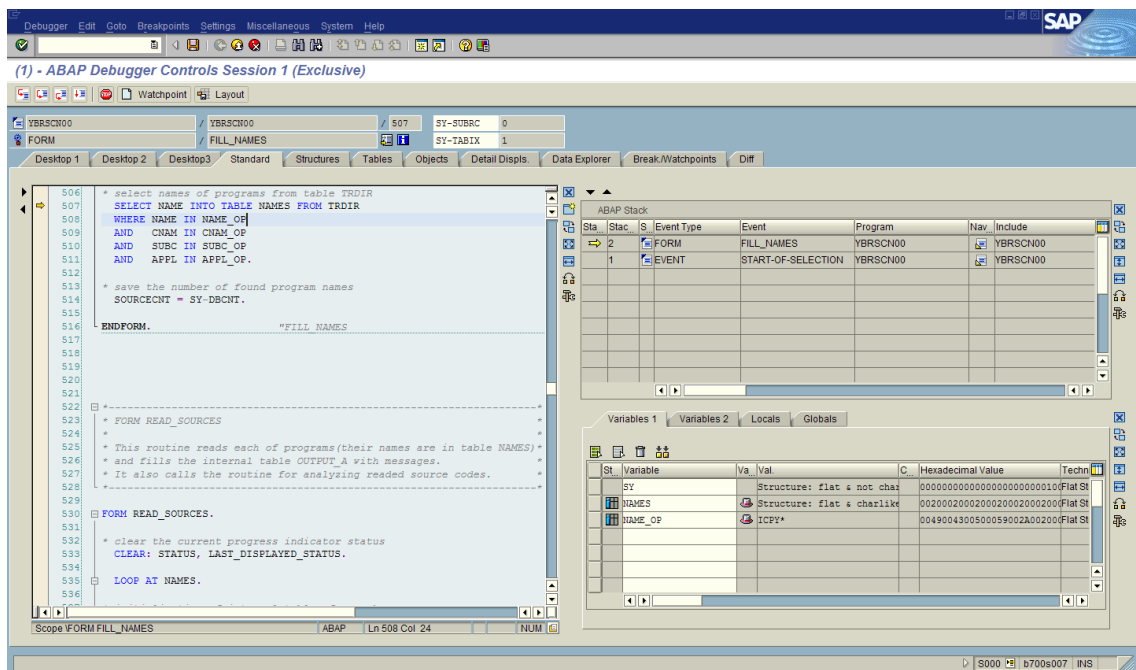 Debugger Edit Goto Breakpoints Settings Miscellaneous System Help
SAP
(1) - ABAP Debugger Controls Session 1 (Exclusive)
Watchpoint Layout
YBRSCN00 / YBRSCN00 / 507 SY-SUBRC 0
FORM / FILL_NAMES SY-TABIX 1
Desktop 1 Desktop 2 Desktop3 Standard Structures Tables Objects Detail Displs. Data Explorer Break./Watchpoints Diff
506 * select names of programs from table TRDIR
507 SELECT NAME INTO TABLE NAMES FROM TRDIR
508 WHERE NAME IN NAME_OP
509 AND CNAM IN CNAM_OP
510 AND SUBC IN SUBC_OP
511 AND APPL IN APPL_OP.
512
513 * save the number of found program names
514 SOURCECNT = SY-DBCNT.
515
516 ENDFORM. "FILL_NAMES
517
518
519
520
521
522 *----------------------------------------------------------------------*
523 * FORM READ_SOURCES *
524 * *
525 * This routine reads each of programs(their names are in table NAMES)*
526 * and fills the internal table OUTPUT_A with messages. *
527 * It also calls the routine for analyzing readed source codes. *
528 *----------------------------------------------------------------------*
529
530 FORM READ_SOURCES.
531
532 * clear the current progress indicator status
533 CLEAR: STATUS, LAST_DISPLAYED_STATUS.
534
535 LOOP AT NAMES.
536
Scope \FORM FILL_NAMES ABAP Ln 508 Col 24 NUM
ABAP Stack
Sta... Stac... S... Event Type Event Program Nav... Include
2 FORM FILL_NAMES YBRSCN00 YBRSCN00
1 EVENT START-OF-SELECTION YBRSCN00 YBRSCN00
Variables 1 Variables 2 Locals Globals
St... Variable Va... Val. C... Hexadecimal Value Techni
SY Structure: flat & not char Flat St
NAMES Structure: flat & charlike Flat St
NAME_OP ICPY* Flat St
S000 b700s007 INS